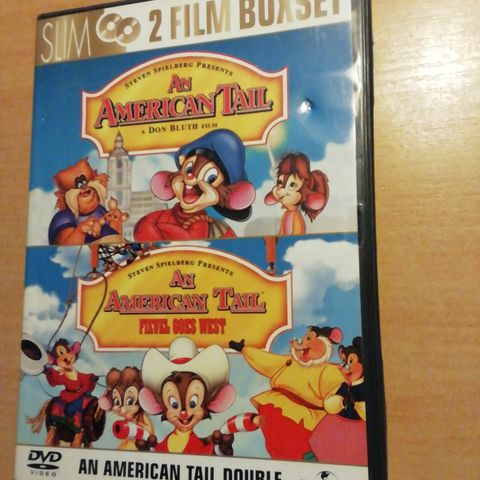 SLIM 2 FILM BOXSET
STEVEN SPIELBERG PRESENTS
AN
AMERICAN TAIL
A DON BLUTH FILM
STEVEN SPIELBERG PRESENTS
AN
AMERICAN TAIL
FIEVEL GOES WEST
DVD
VIDEO
AN AMERICAN TAIL DOUBLE